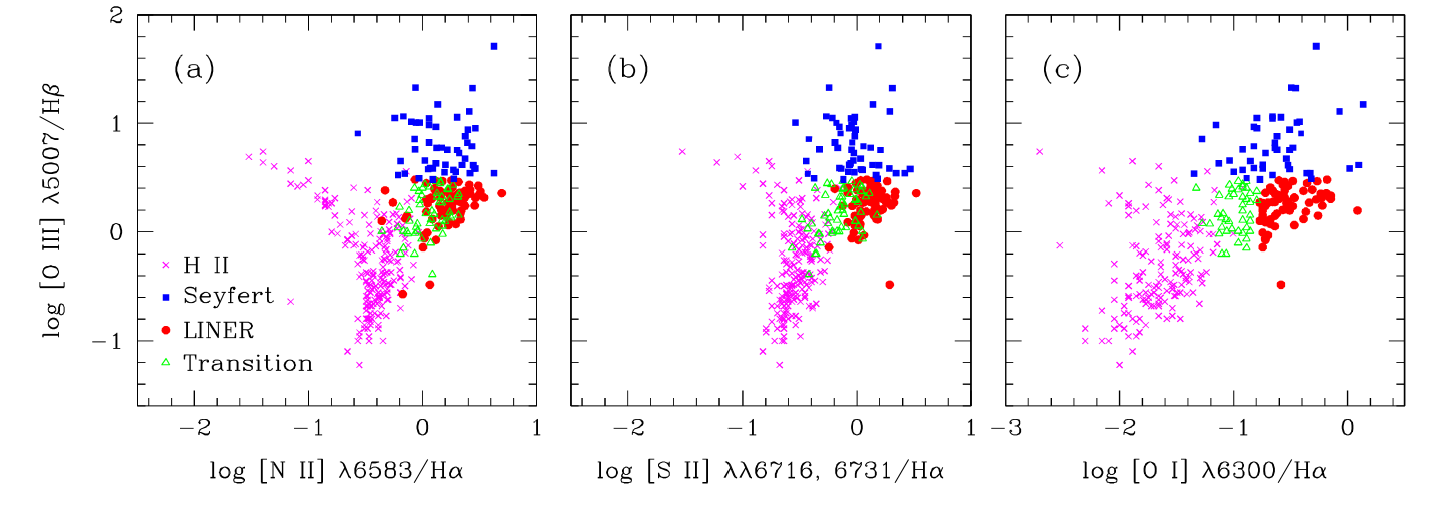 2
1
0
−1
log [O III] λ5007/Hβ
(a)
H II
Seyfert
LINER
Transition
−2 −1 0 1
log [N II] λ6583/Hα
(b)
−2 −1 0
log [S II] λλ6716, 6731/Hα
(c)
−3 −2 −1 0
log [O I] λ6300/Hα